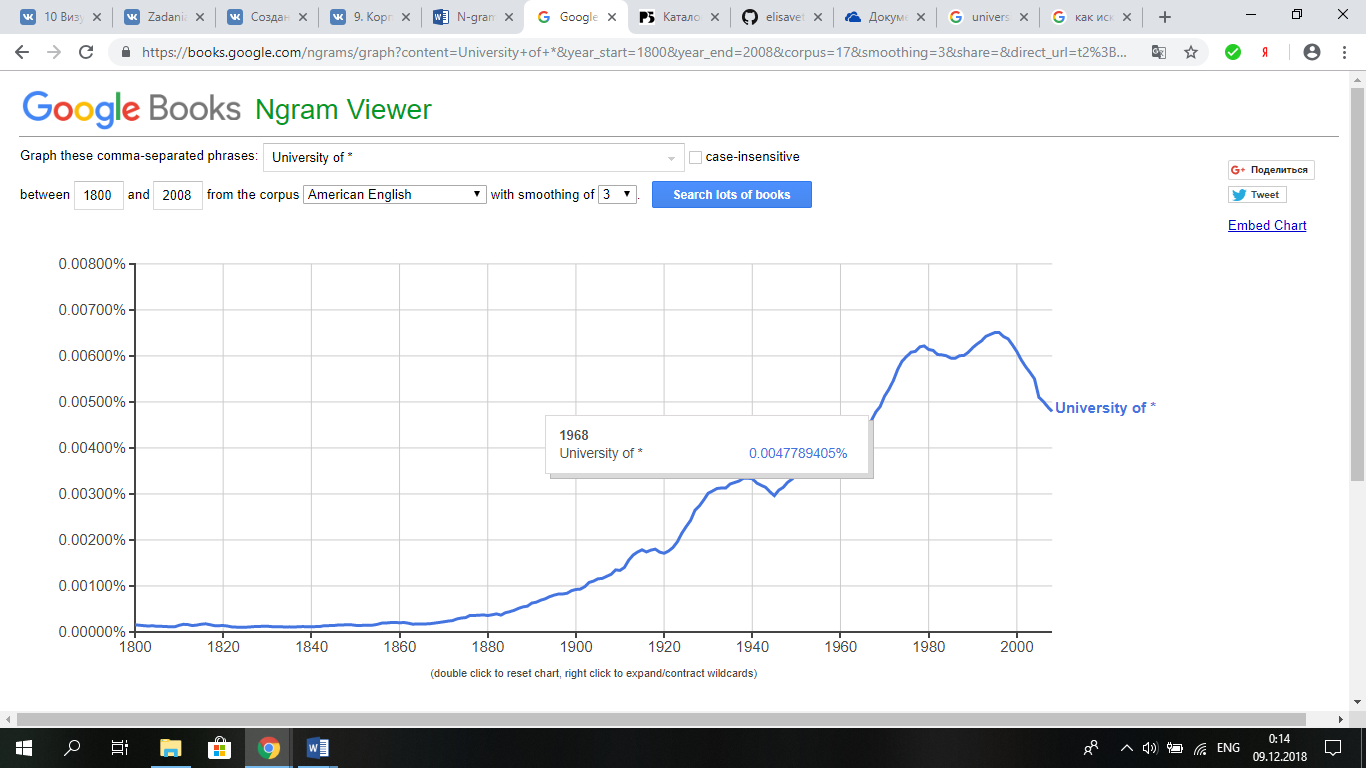 10 Визу
Zadani
Создан
9. Корп
N-gram
Google
Катало
elisavet
Докуме
univers
как иск
https://books.google.com/ngrams/graph?content=University+of+*&year_start=1800&year_end=2008&corpus=17&smoothing=3&share=&direct_url=t2%3B...
Google Books Ngram Viewer
Graph these comma-separated phrases: University of * case-insensitive
between 1800 and 2008 from the corpus American English with smoothing of 3 . Search lots of books
G+ Поделиться
Tweet
Embed Chart
0.00800%
0.00700%
0.00600%
0.00500%
0.00400%
0.00300%
0.00200%
0.00100%
0.00000%
University of *
1968
University of * 0.0047789405%
1800 1820 1840 1860 1880 1900 1920 1940 1960 1980 2000
(double click to reset chart, right click to expand/contract wildcards)
ENG
0:14
09.12.2018